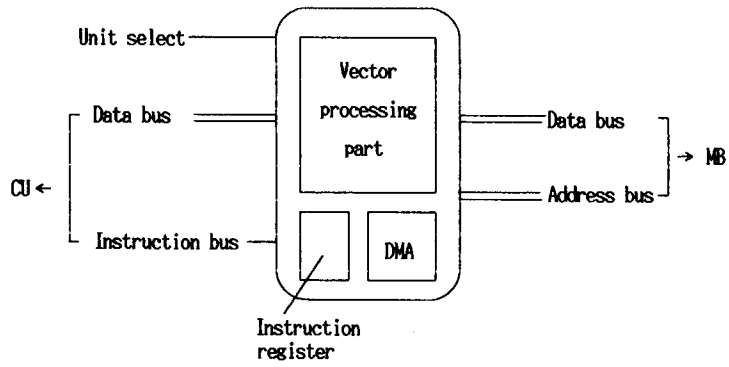 Unit select
Vector
processing
part
Data bus
Data bus
MB
CU
Address bus
Instruction bus
DMA
Instruction
register